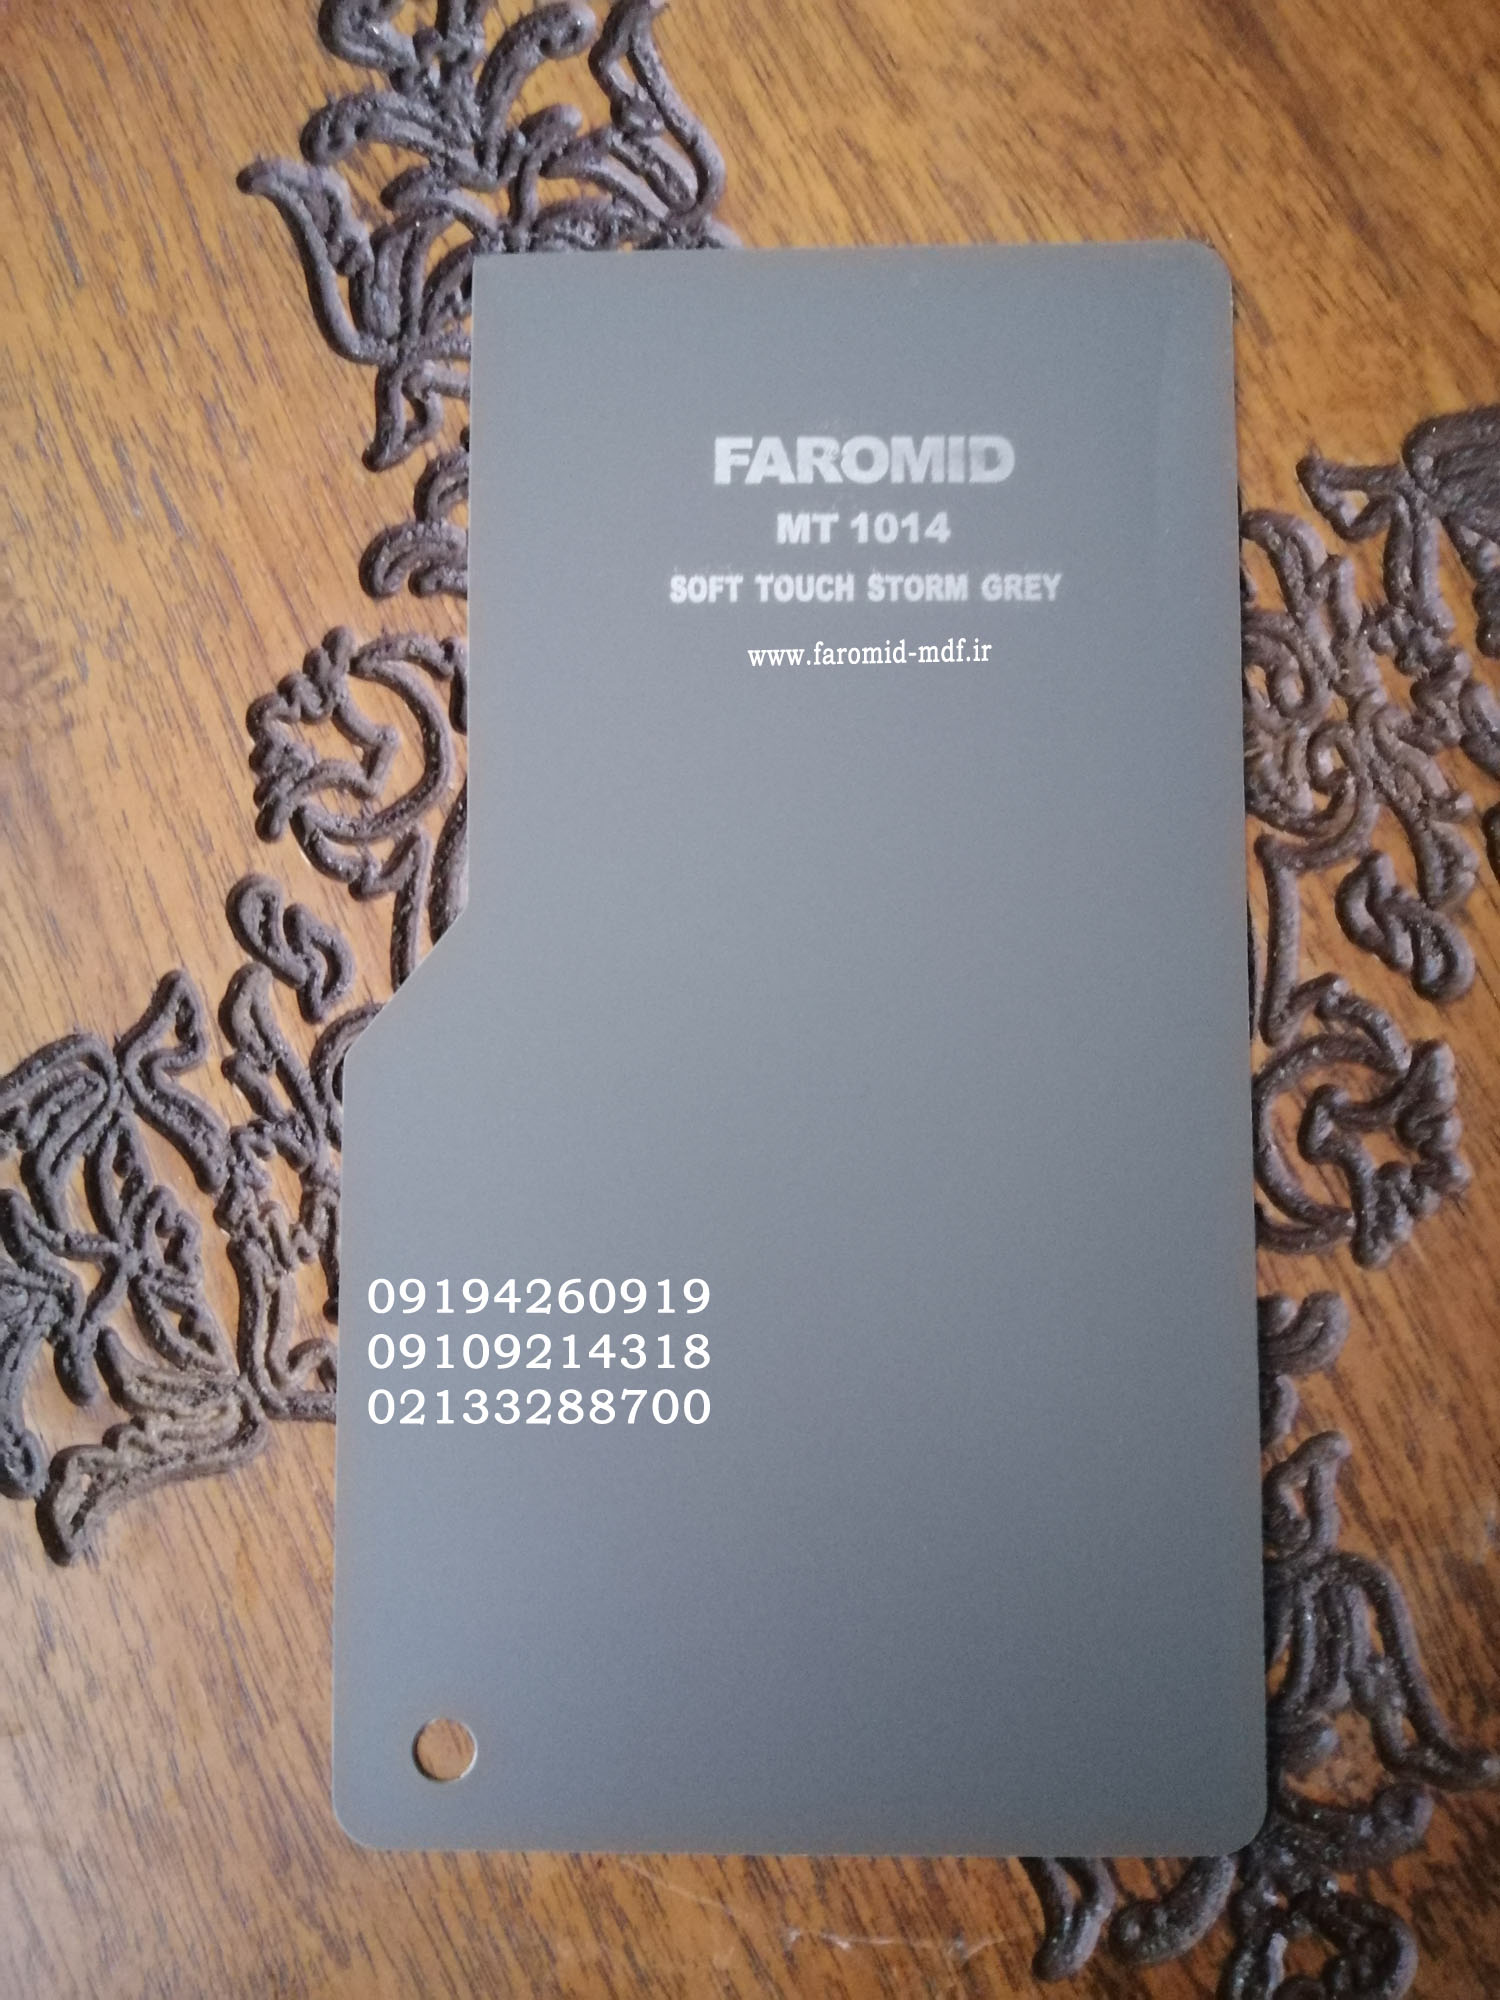 FAROMID
MT 1014
SOFT TOUCH STORM GREY
www.faromid-mdf.ir
09194260919
09109214318
02133288700